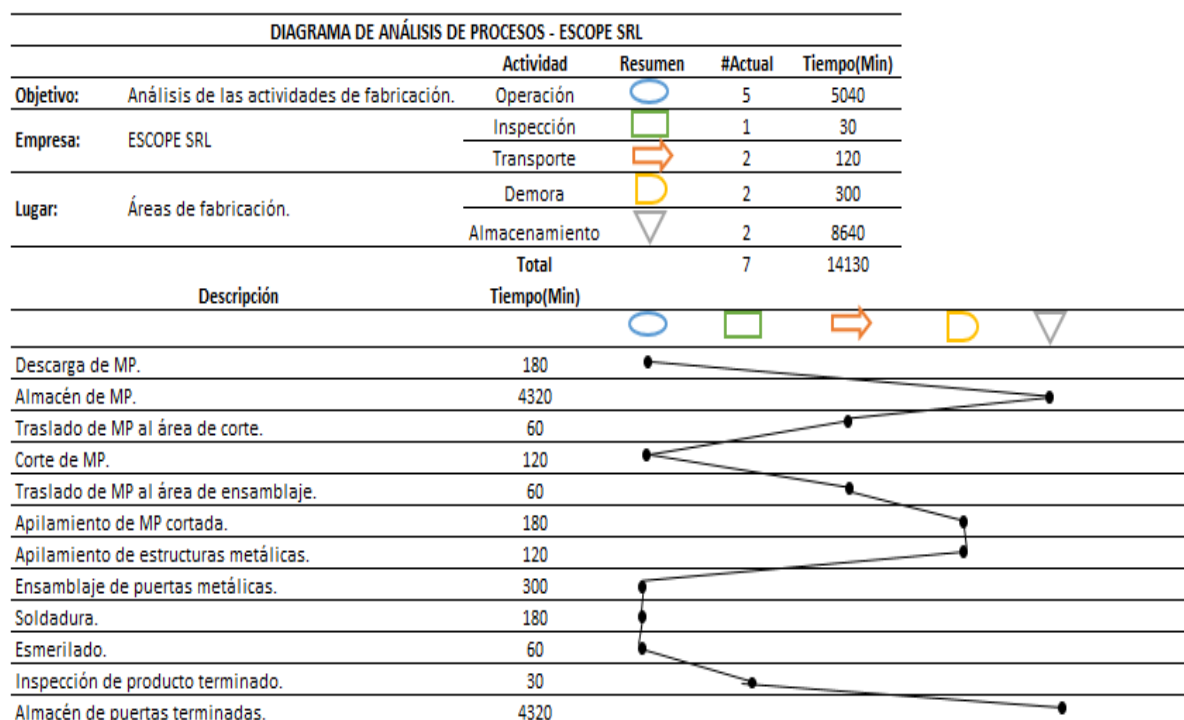 DIAGRAMA DE ANÁLISIS DE PROCESOS - ESCOPE SRL
Actividad Resumen #Actual Tiempo(Min)
Objetivo: Análisis de las actividades de fabricación. Operación 5 5040
Empresa: ESCOPE SRL Inspección 1 30
Transporte 2 120
Lugar: Áreas de fabricación. Demora 2 300
Almacenamiento 2 8640
Total 7 14130
Descripción Tiempo(Min)
Descarga de MP. 180
Almacén de MP. 4320
Traslado de MP al área de corte. 60
Corte de MP. 120
Traslado de MP al área de ensamblaje. 60
Apilamiento de MP cortada. 180
Apilamiento de estructuras metálicas. 120
Ensamblaje de puertas metálicas. 300
Soldadura. 180
Esmerilado. 60
Inspección de producto terminado. 30
Almacén de puertas terminadas. 4320